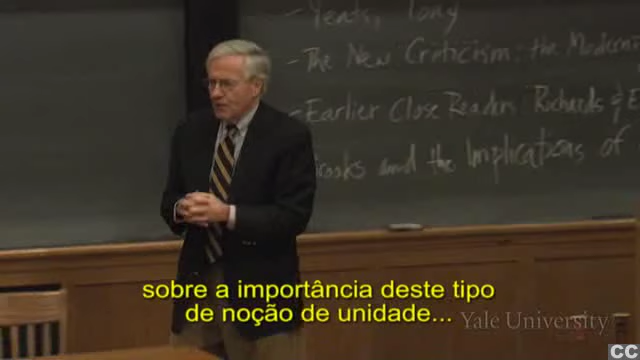 - Yeats, Tony
- The New Criticism: the Modern
- Earlier Close Readers: Richards &
rooks and the Implications of
sobre a importância deste tipo
de noção de unidade...
Yale University
CC